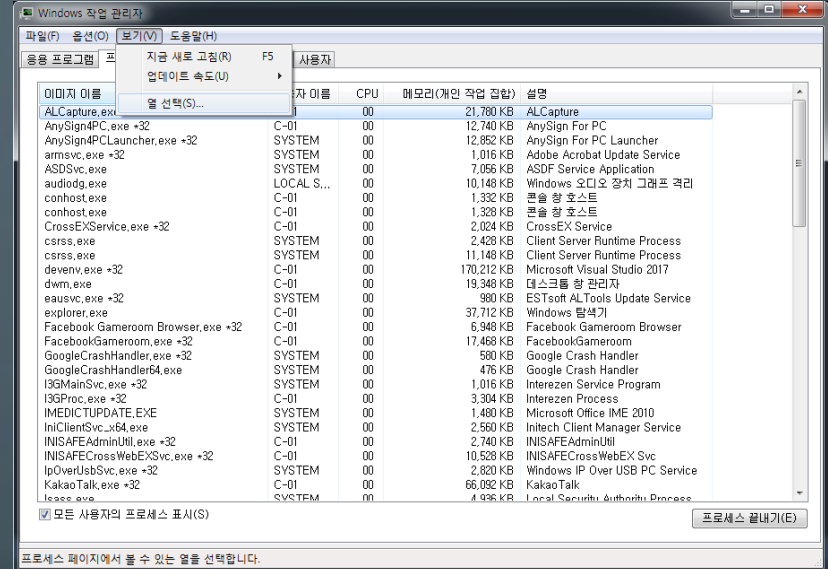 Windows 작업 관리자
파일(F) 옵션(O) 보기(V) 도움말(H)
지금 새로 고침(R) F5
업데이트 속도(U)
열 선택(S)...
응용 프로그램 프 사용자
이미지 이름 자 이름 CPU 메모리(개인 작업 집합) 설명
ALCapture.exe 00 21,780 KB ALCapture
AnySign4PC.exe *32 C-01 00 12,740 KB AnySign For PC
AnySign4PCLauncher.exe *32 SYSTEM 00 12,852 KB AnySign For PC Launcher
armsvc.exe *32 SYSTEM 00 1,016 KB Adobe Acrobat Update Service
ASDSvc.exe SYSTEM 00 7,056 KB ASDF Service Application
audiodg.exe LOCAL S... 00 10,148 KB Windows 오디오 장치 그래프 격리
conhost.exe C-01 00 1,332 KB 콘솔 창 호스트
conhost.exe C-01 00 1,328 KB 콘솔 창 호스트
CrossEXService.exe *32 C-01 00 2,024 KB CrossEX Service
csrss.exe SYSTEM 00 2,428 KB Client Server Runtime Process
csrss.exe SYSTEM 00 11,148 KB Client Server Runtime Process
devenv.exe *32 C-01 00 170,212 KB Microsoft Visual Studio 2017
dwm.exe C-01 00 19,348 KB 데스크톱 창 관리자
eausvc.exe *32 SYSTEM 00 980 KB ESTsoft ALTools Update Service
explorer.exe C-01 00 37,712 KB Windows 탐색기
Facebook Gameroom Browser.exe *32 C-01 00 6,948 KB Facebook Gameroom Browser
FacebookGameroom.exe *32 C-01 00 17,468 KB FacebookGameroom
GoogleCrashHandler.exe *32 SYSTEM 00 580 KB Google Crash Handler
GoogleCrashHandler64.exe SYSTEM 00 476 KB Google Crash Handler
I3GMainSvc.exe *32 SYSTEM 00 1,016 KB Interezen Service Program
I3GProc.exe *32 C-01 00 3,304 KB Interezen Process
IMEDICTUPDATE.EXE SYSTEM 00 1,480 KB Microsoft Office IME 2010
IniClientSvc_x64.exe SYSTEM 00 2,560 KB Initech Client Manager Service
INISAFEAdminUtil.exe *32 C-01 00 2,740 KB INISAFEAdminUtil
INISAFECrossWebEXSvc.exe *32 C-01 00 10,528 KB INISAFECrossWebEX Svc
IpOverUsbSvc.exe *32 SYSTEM 00 2,820 KB Windows IP Over USB PC Service
KakaoTalk.exe *32 C-01 00 66,092 KB KakaoTalk
lsass.exe SYSTEM 00 4,936 KB Local Security Authority Process
모든 사용자의 프로세스 표시(S) 프로세스 끝내기(E)
프로세스 페이지에서 볼 수 있는 열을 선택합니다.